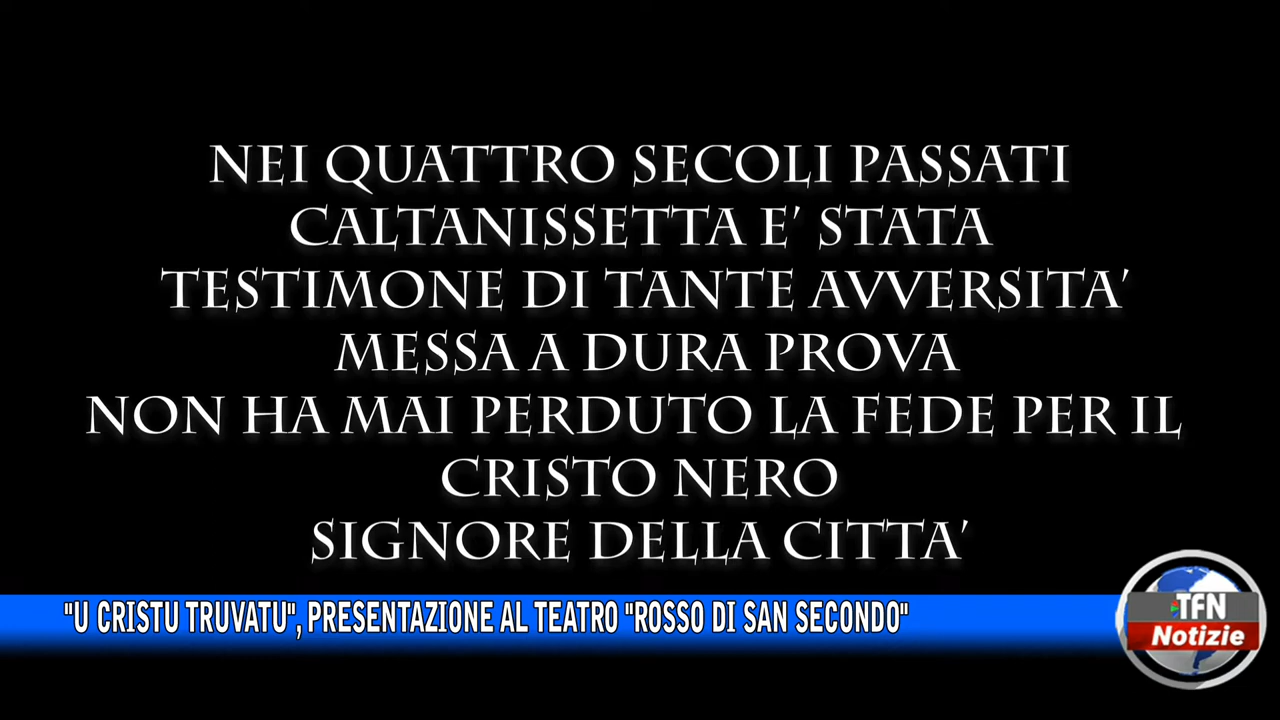 NEI QUATTRO SECOLI PASSATI
CALTANISSETTA E' STATA
TESTIMONE DI TANTE AVVERSITA'
MESSA A DURA PROVA
NON HA MAI PERDUTO LA FEDE PER IL
CRISTO NERO
SIGNORE DELLA CITTA'
"U CRISTU TRUVATU", PRESENTAZIONE AL TEATRO "ROSSO DI SAN SECONDO"
TFN
Notizie